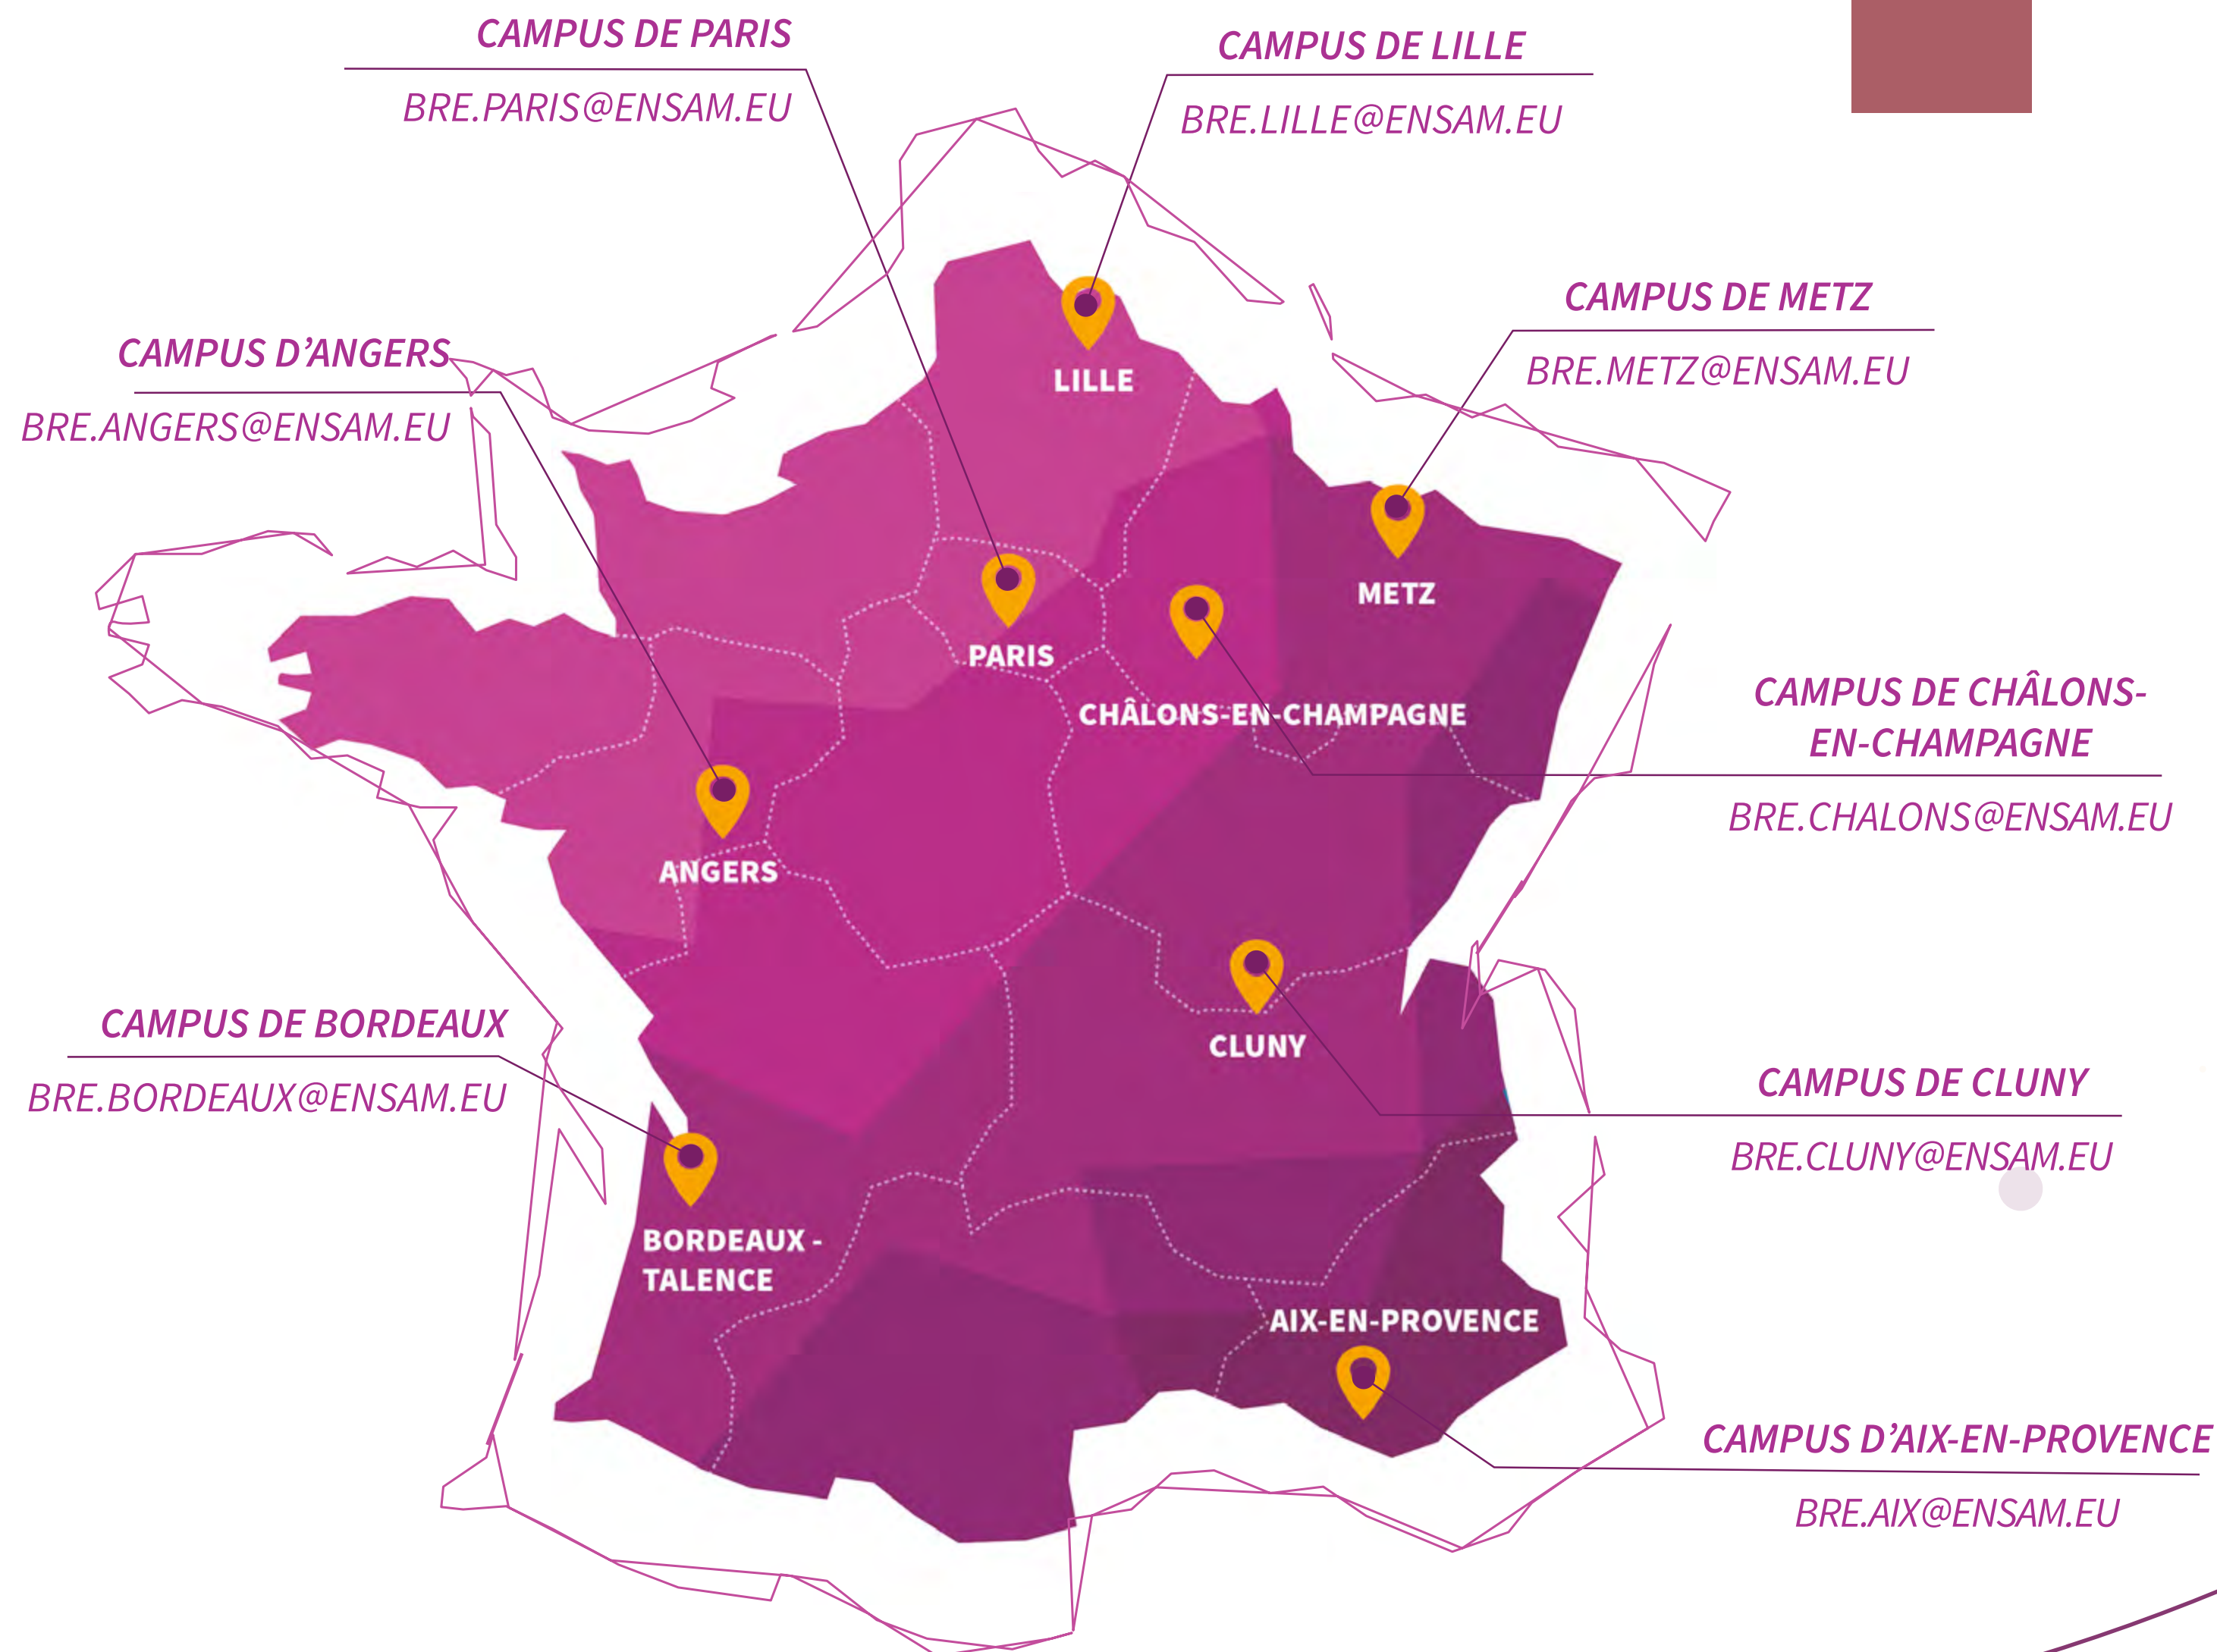 CAMPUS DE PARIS
BRE.PARIS@ENSAM.EU
CAMPUS DE LILLE
BRE.LILLE@ENSAM.EU
CAMPUS DE METZ
BRE.METZ@ENSAM.EU
CAMPUS D’ANGERS
BRE.ANGERS@ENSAM.EU
LILLE
METZ
PARIS
CHÂLONS-EN-CHAMPAGNE
CAMPUS DE CHÂLONS-
EN-CHAMPAGNE
BRE.CHALONS@ENSAM.EU
ANGERS
CAMPUS DE BORDEAUX
BRE.BORDEAUX@ENSAM.EU
CLUNY
CAMPUS DE CLUNY
BRE.CLUNY@ENSAM.EU
BORDEAUX -
TALENCE
AIX-EN-PROVENCE
CAMPUS D’AIX-EN-PROVENCE
BRE.AIX@ENSAM.EU